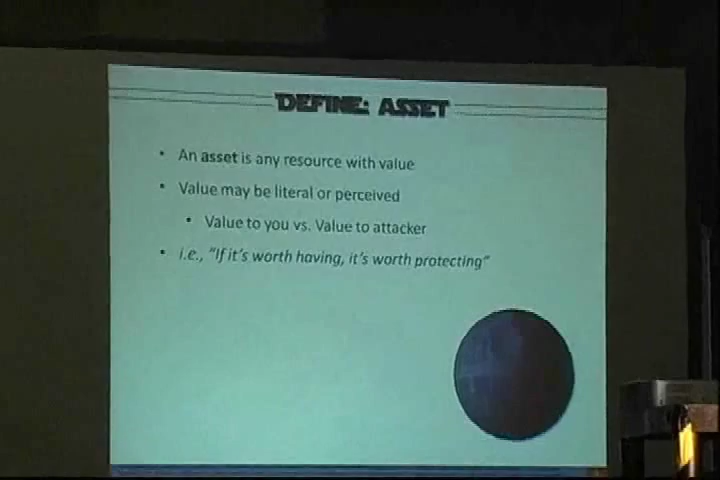 DEFINE: ASSET
• An asset is any resource with value
• Value may be literal or perceived
• Value to you vs. Value to attacker
• i.e., "If it's worth having, it's worth protecting"